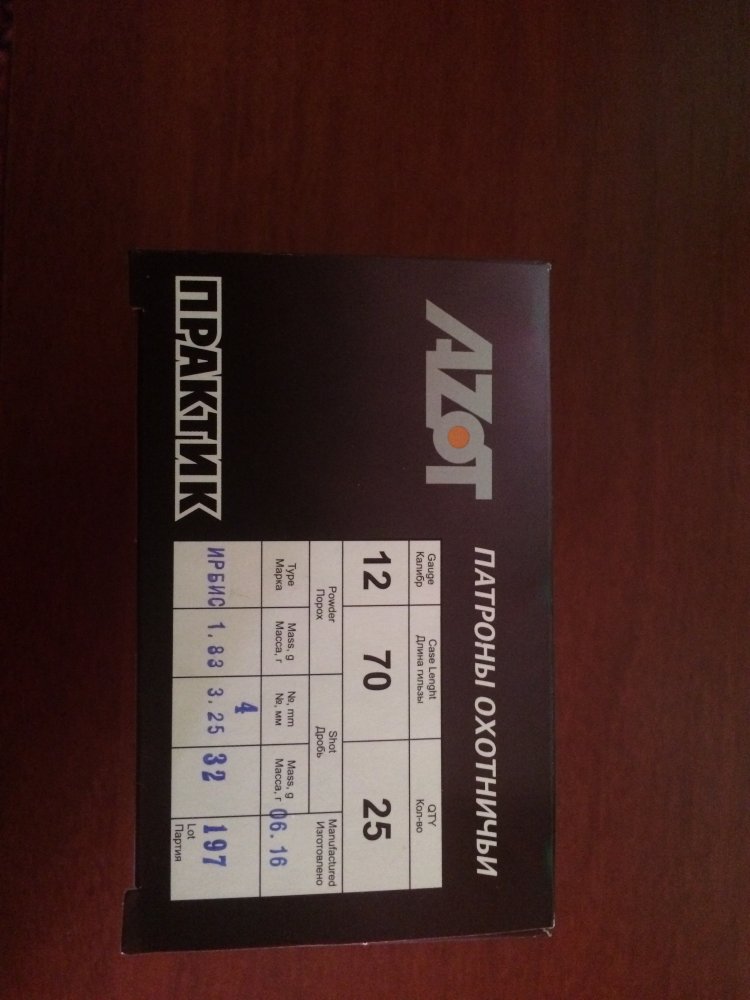 AZOT
ПРАКТИК
ПАТРОНЫ ОХОТНИЧЬИ
Gauge
Калибр
Case Lenght
Длина гильзы
QTY
Кол-во
12
70
25
Powder
Порох
Shot
Дробь
Manufactured
Изготовлено
Type
Марка
Mass, g
Масса, г
№, mm
№, мм
Mass, g
Масса, г
06.16
4
ИРБИС 1.83 3.25 32
197
Lot
Партия